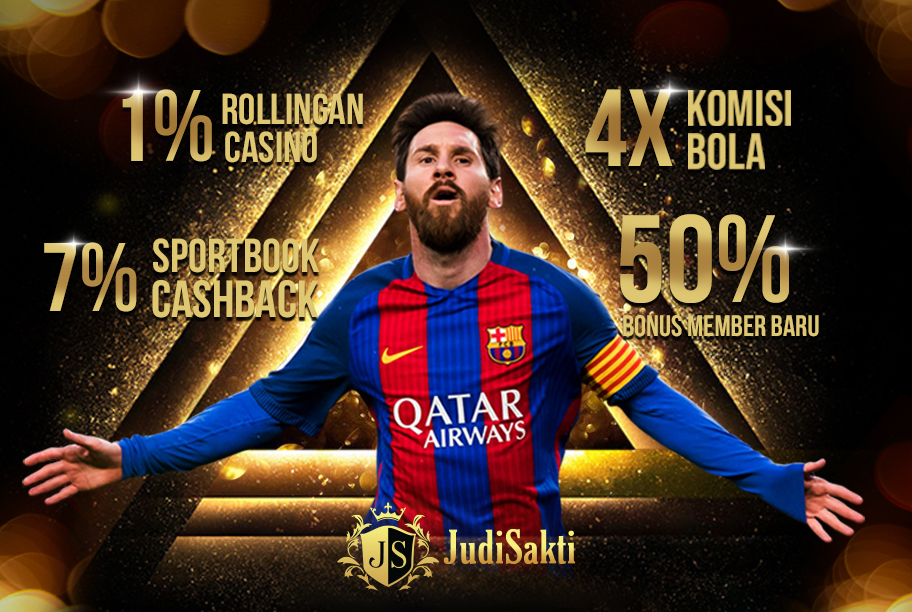 1% ROLLINGAN
CASINO
4X KOMISI
BOLA
7% SPORTBOOK
CASHBACK
50%
BONUS MEMBER BARU
QATAR
AIRWAYS
JS JudiSakti